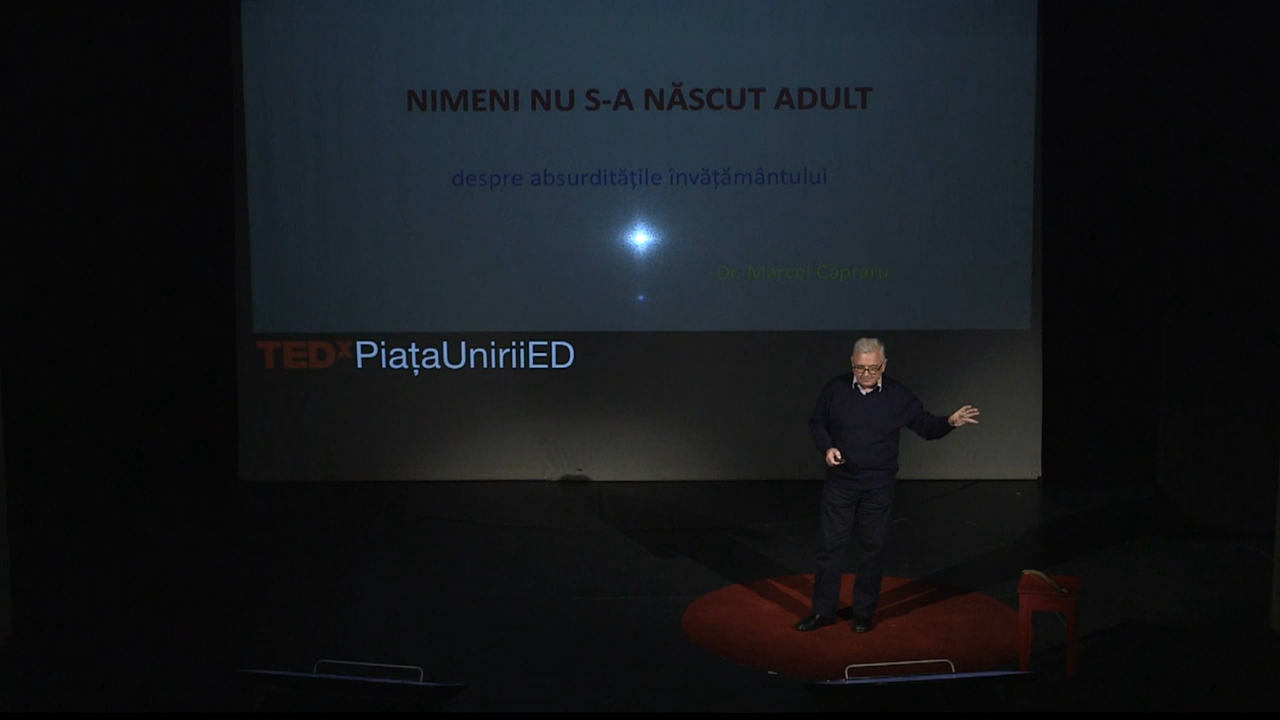 NIMENI NU S-A NĂSCUT ADULT
despre absurditățile învățământului
Dr. Marcel Capraru
TEDxPiațaUniriiED